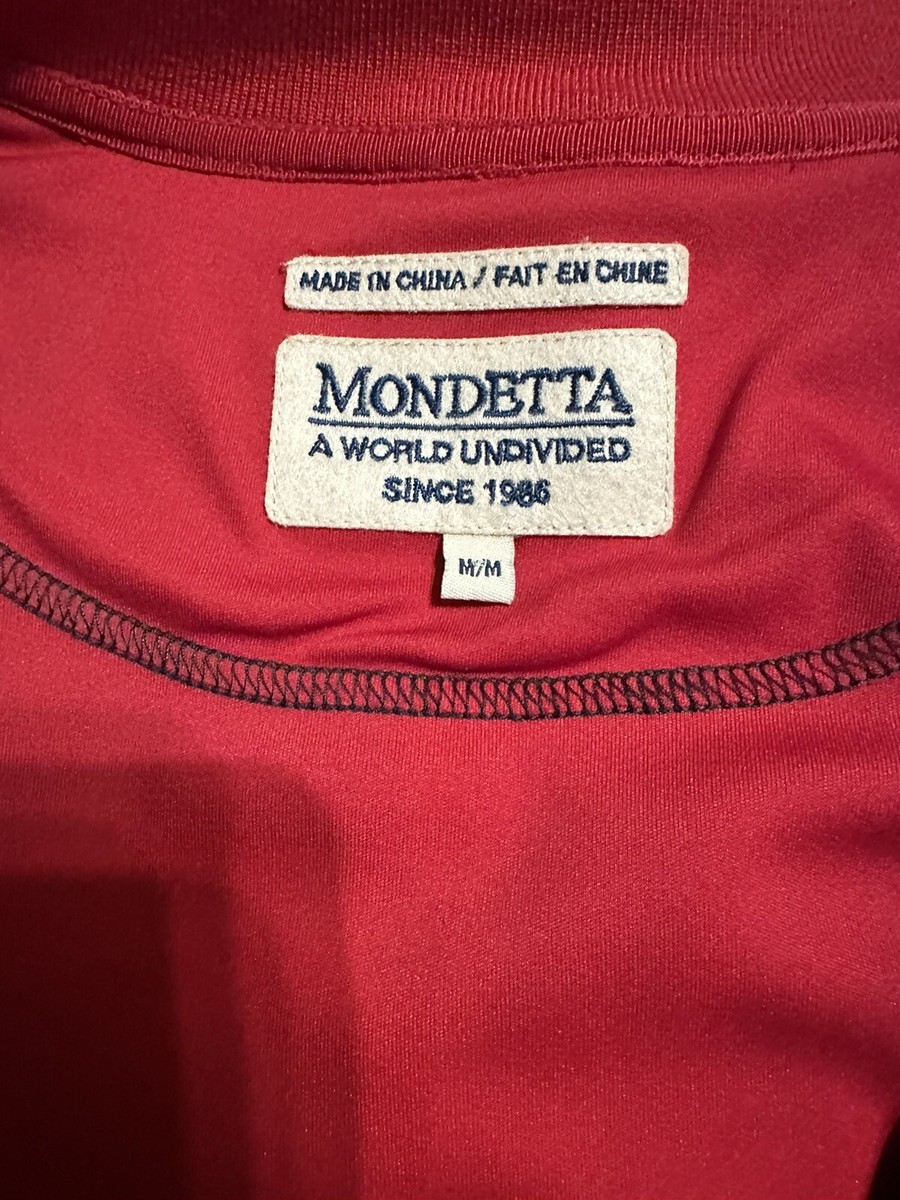 MADE IN CHINA / FAIT EN CHINE
MONDETTA
A WORLD UNDIVIDED
SINCE 1986
M/M